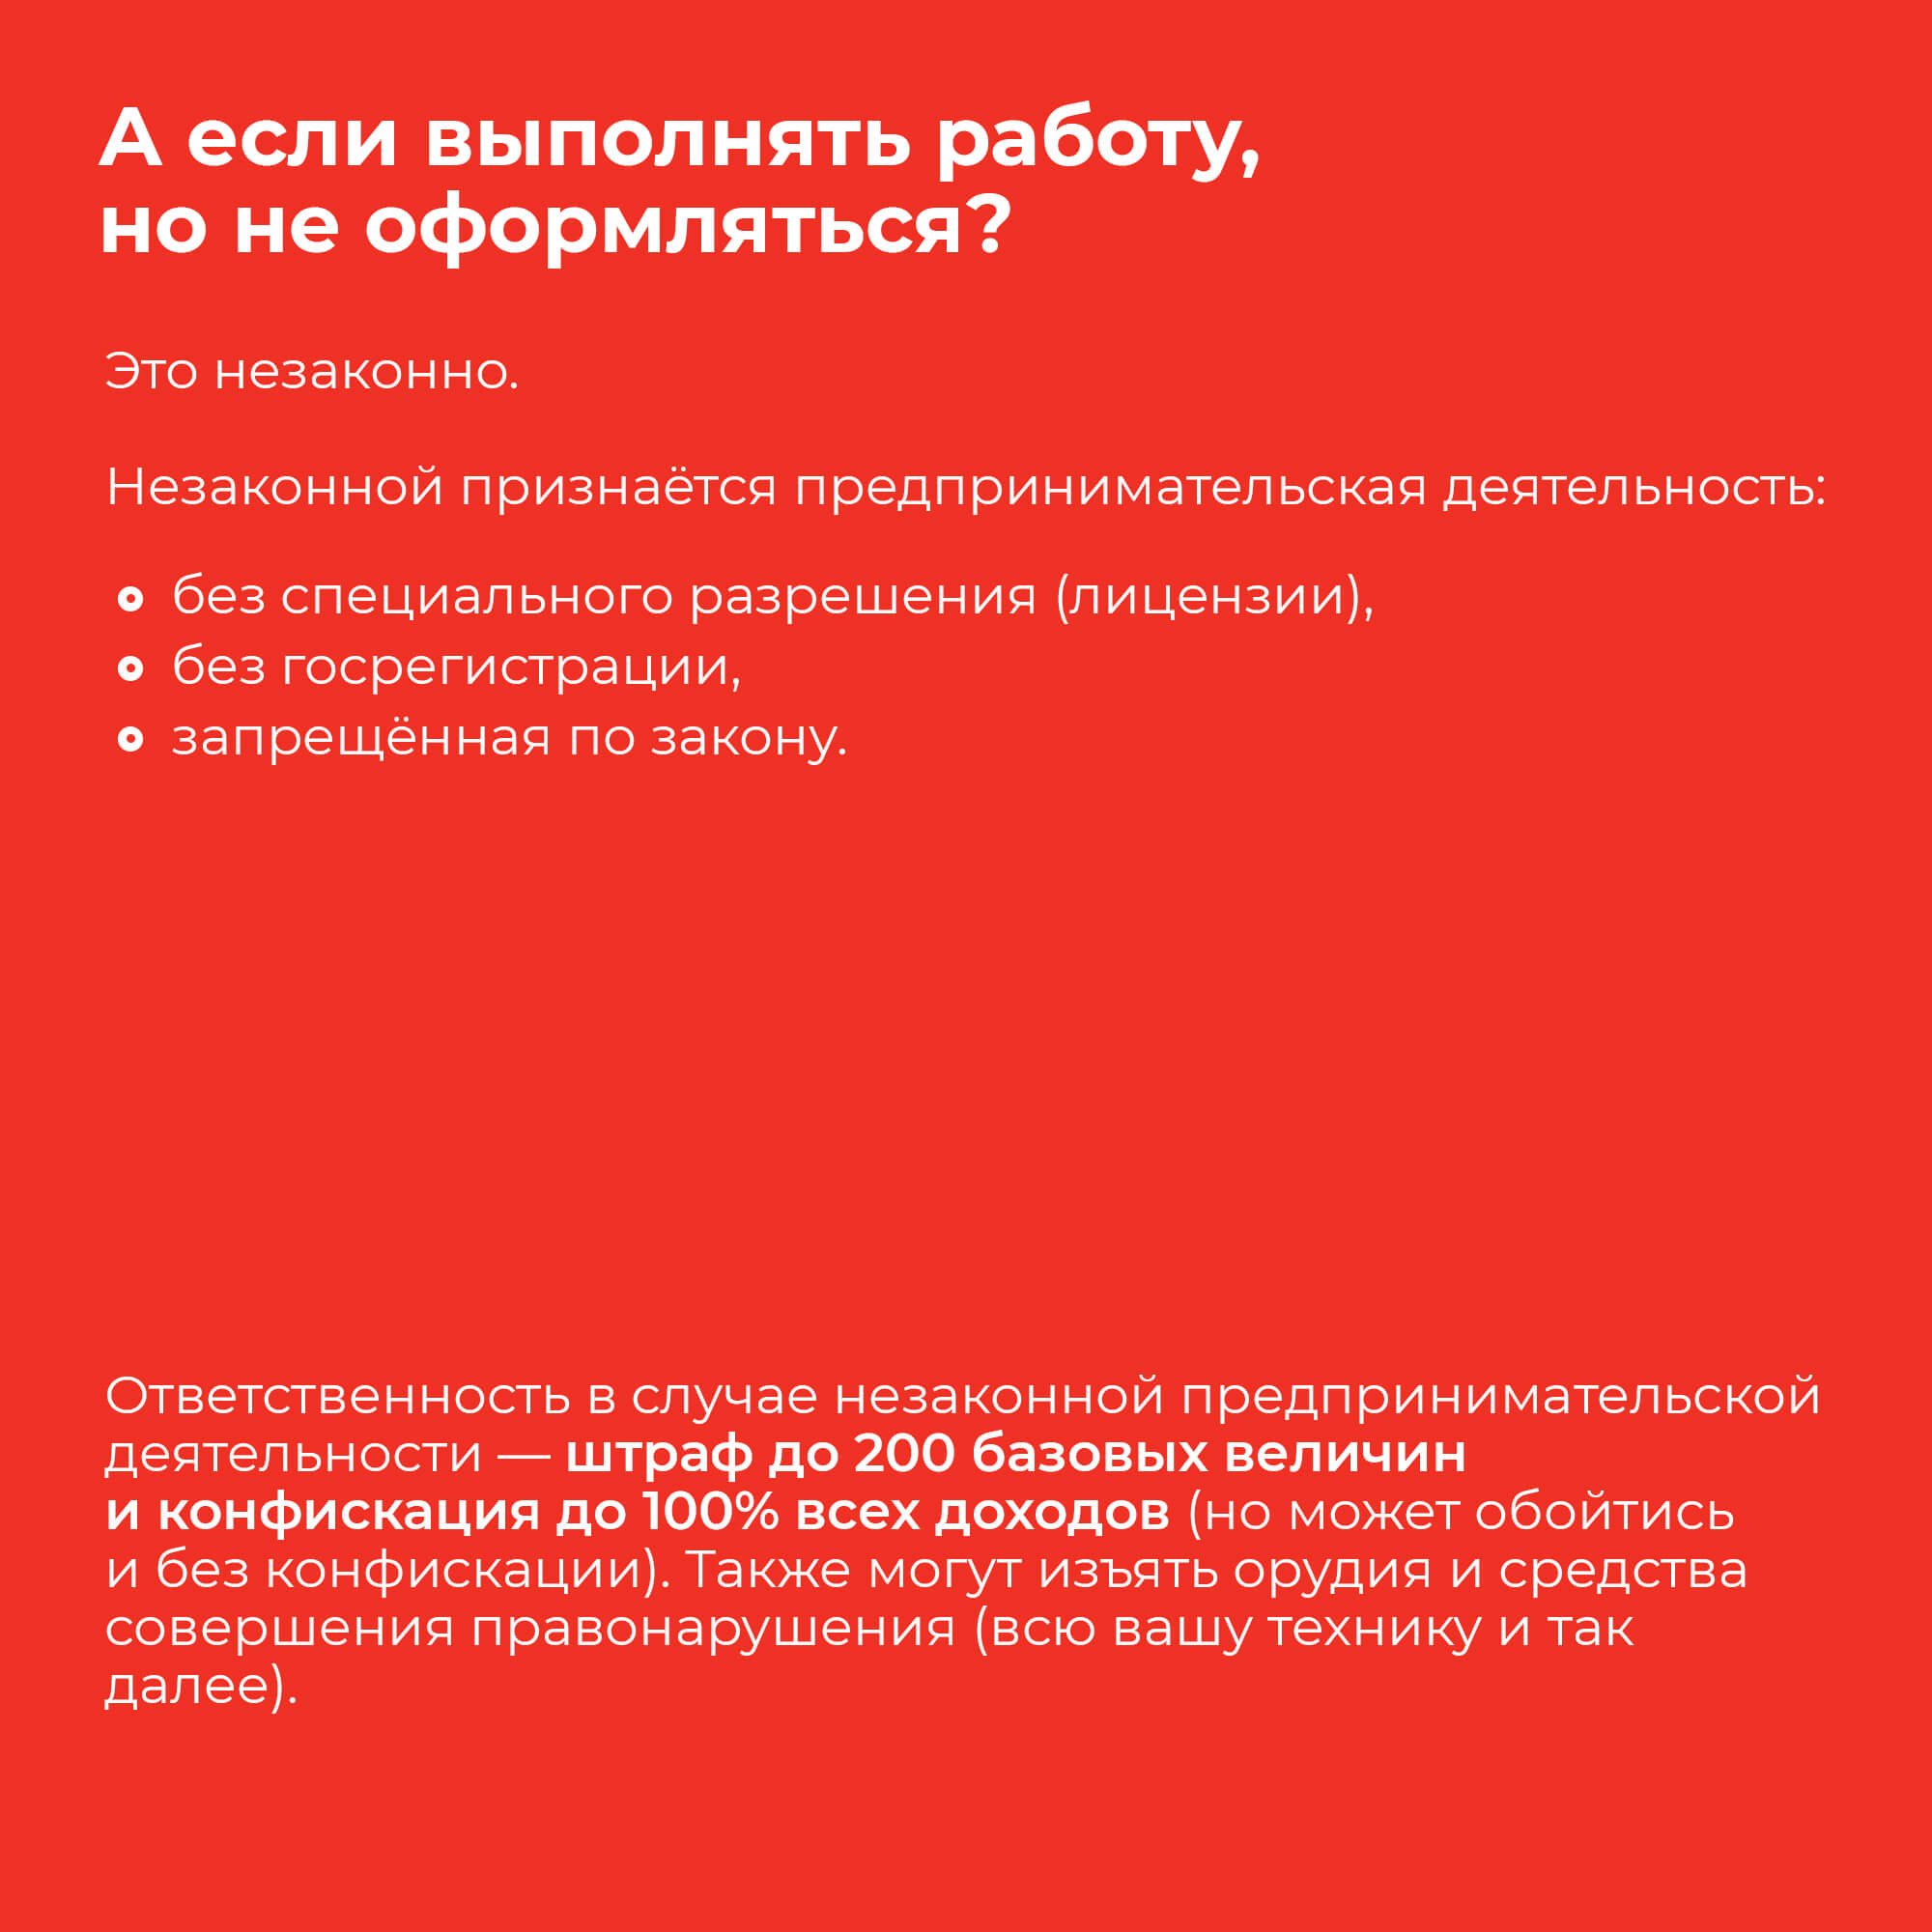 А если выполнять работу,
но не оформляться?
Это незаконно.
Незаконной признаётся предпринимательская деятельность:
без специального разрешения (лицензии),
без госрегистрации,
запрещённая по закону.
Ответственность в случае незаконной предпринимательской
деятельности — штраф до 200 базовых величин
и конфискация до 100% всех доходов (но может обойтись
и без конфискации). Также могут изъять орудия и средства
совершения правонарушения (всю вашу технику и так
далее).